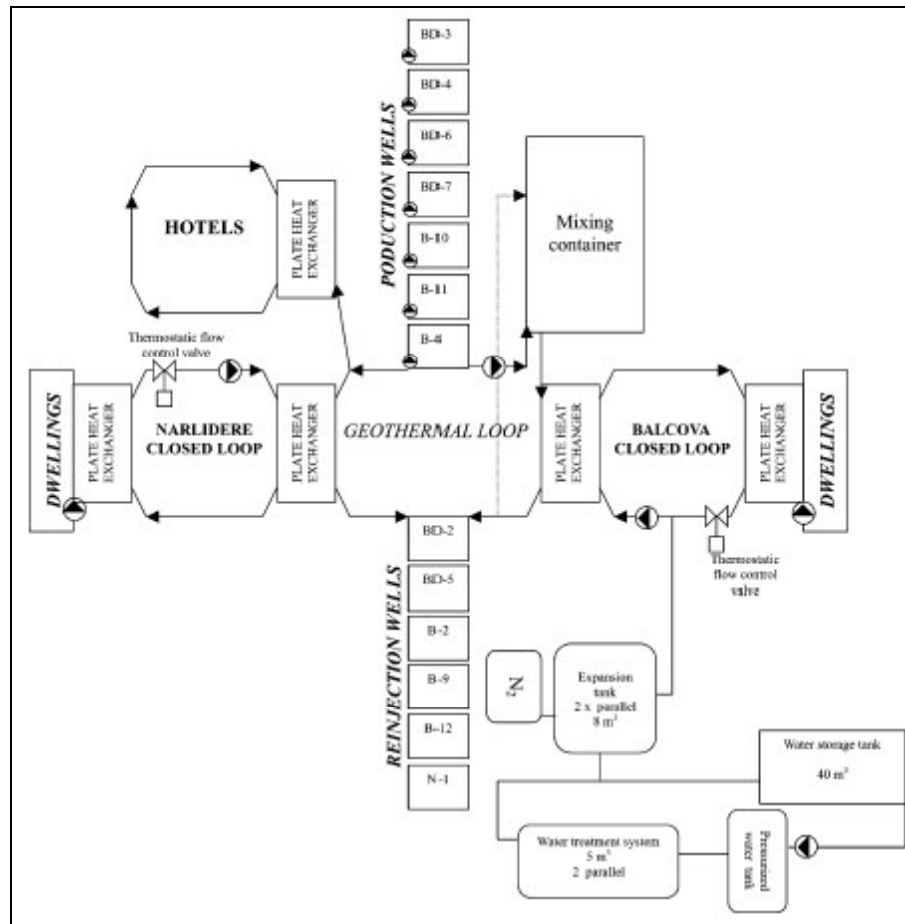 BD-3
BD-4
BD-6
BD-7
B-10
B-11
B-4
PODUCTION WELLS
HOTELS
PLATE HEAT
EXCHANGER
Mixing
container
Thermostatic flow
control valve
DWELLINGS
PLATE HEAT
EXCHANGER
NARLIDERE
CLOSED LOOP
PLATE HEAT
EXCHANGER
GEOTHERMAL LOOP
PLATE HEAT
EXCHANGER
BALCOVA
CLOSED LOOP
PLATE HEAT
EXCHANGER
DWELLINGS
Thermostatic
flow control
valve
REINJECTION WELLS
BD-2
BD-5
B-2
B-9
B-12
N-1
N2
Expansion
tank
2 x parallel
8 m3
Water storage tank
40 m3
Water treatment system
5 m3
2 parallel
Pressurized
water tank